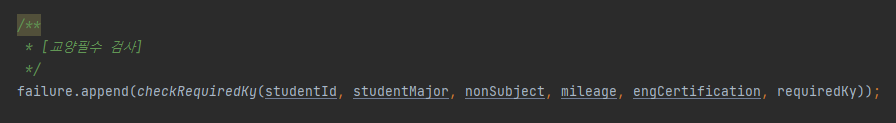 /**
* [교양필수 검사]
*/
failure.append(checkRequiredKy(studentId, studentMajor, nonSubject, mileage, engCertification, requiredKy));